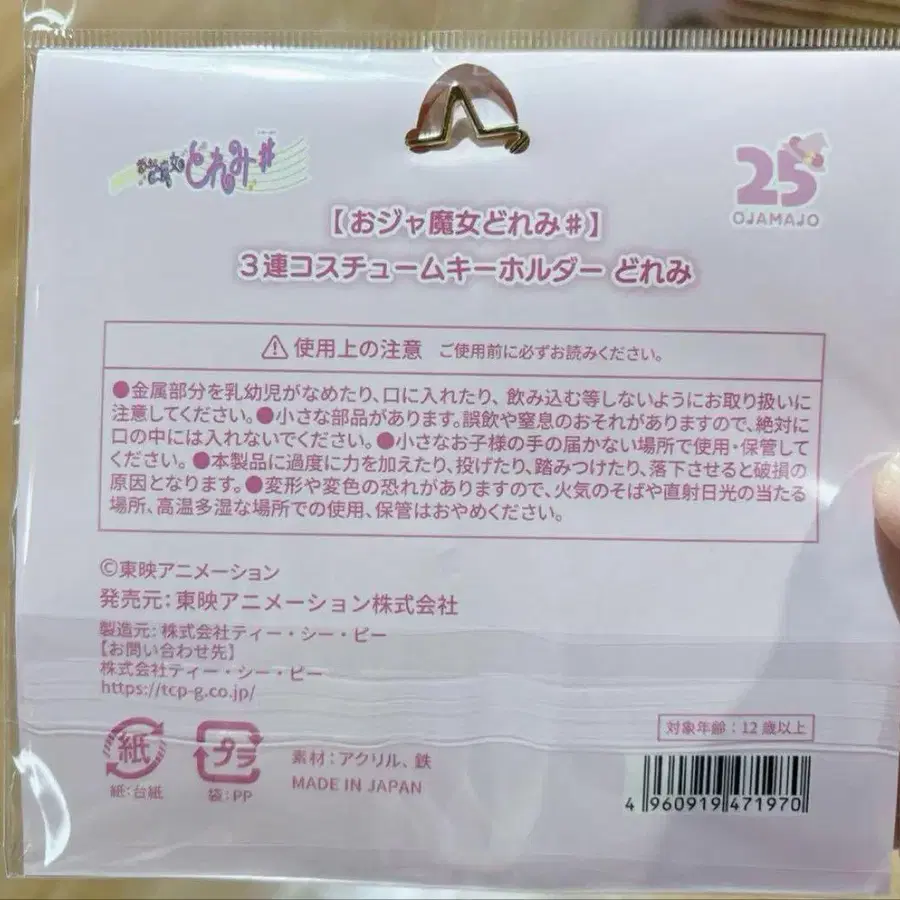 おジャ魔女どれみ#
25
OJAMAJO
【おジャ魔女どれみ#】
3連コスチュームキーホルダー どれみ
⚠使用上の注意 ご使用前に必ずお読みください。
●金属部分を乳幼児がなめたり、口に入れたり、飲み込む等しないようにお取り扱いに
注意してください。●小さな部品があります。誤飲や窒息のおそれがありますので、絶対に
口の中には入れないでください。●小さなお子様の手の届かない場所で使用・保管して
ください。●本製品に過度に力を加えたり、投げたり、踏みつけたり、落下させると破損の
原因となります。●変形や変色の恐れがありますので、火気のそばや直射日光の当たる
場所、高温多湿な場所での使用、保管はおやめください。
©東映アニメーション
発売元:東映アニメーション株式会社
製造元:株式会社ティー・シー・ピー
【お問い合わせ先】
株式会社ティー・シー・ピー
https://tcp-g.co.jp/
紙
紙:台紙
プラ
袋:PP
素材:アクリル、鉄
MADE IN JAPAN
対象年齢:12歳以上
4 960919 471970